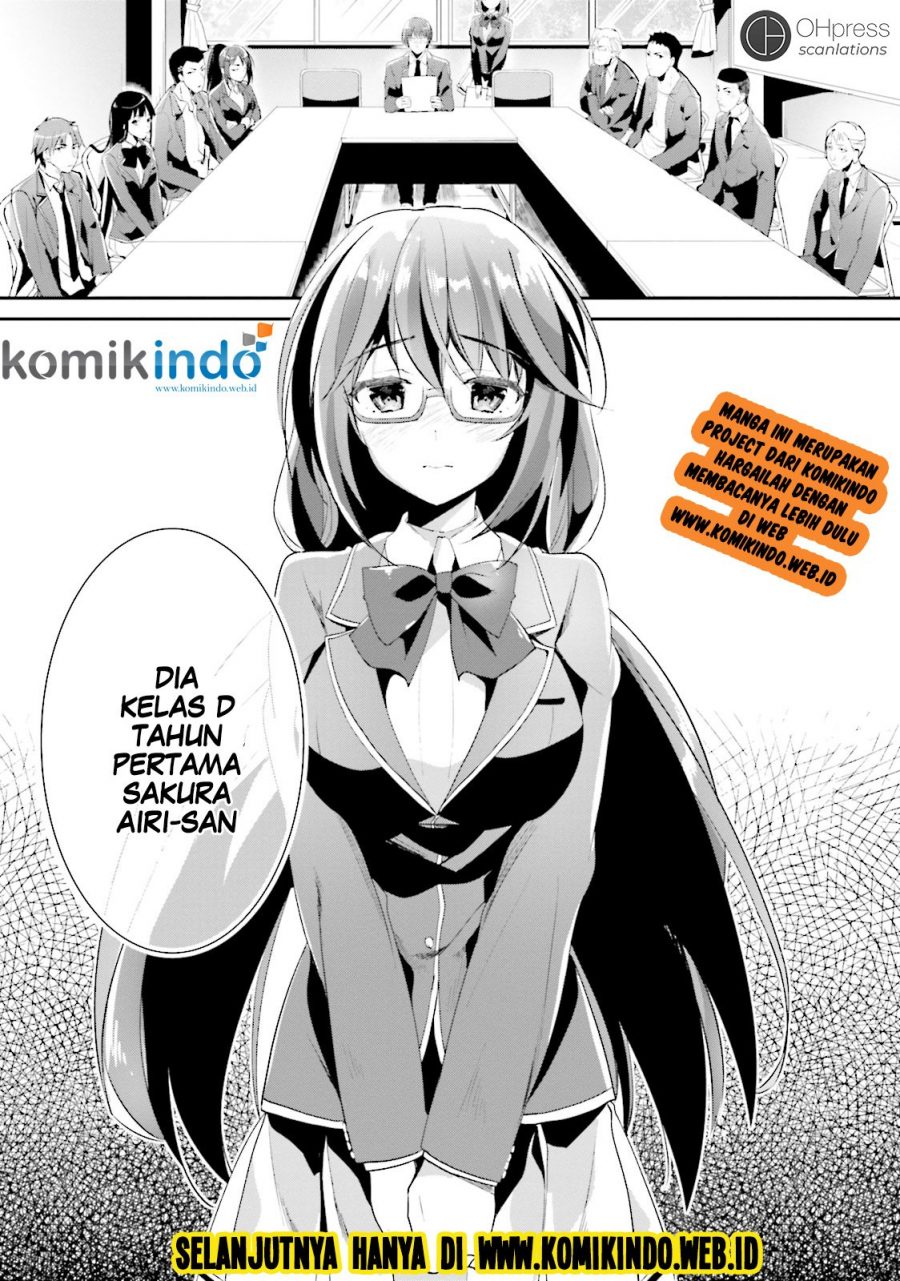 OHpress
scanlations
komikindo
www.komikindo.web.id
MANGA INI MERUPAKAN
PROJECT DARI KOMIKINDO
HARGAILAH DENGAN
MEMBACANYA LEBIH DULU
DI WEB
WWW.KOMIKINDO.WEB.ID
DIA
KELAS D
TAHUN
PERTAMA
SAKURA
AIRI-SAN
SELANJUTNYA HANYA DI WWW.KOMIKINDO.WEB.ID